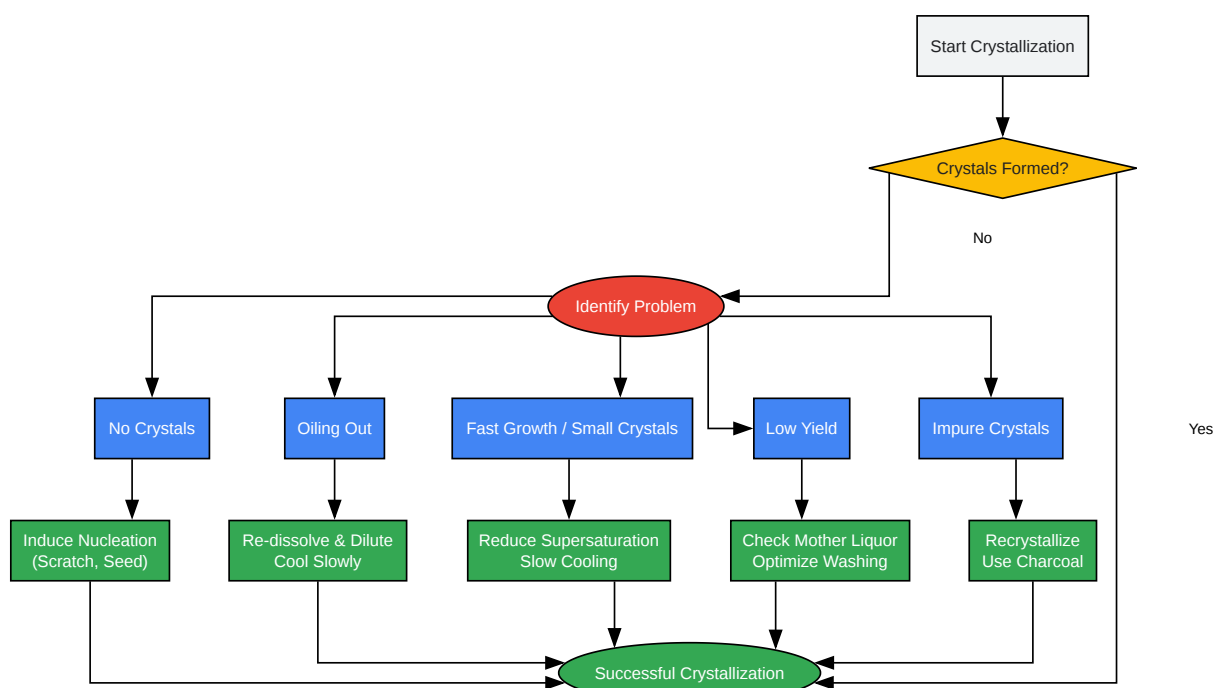 Start Crystallization
Crystals Formed?
No
Identify Problem
No Crystals
Oiling Out
Fast Growth / Small Crystals
Low Yield
Impure Crystals
Yes
Induce Nucleation
(Scratch, Seed)
Re-dissolve & Dilute
Cool Slowly
Reduce Supersaturation
Slow Cooling
Check Mother Liquor
Optimize Washing
Recrystallize
Use Charcoal
Successful Crystallization